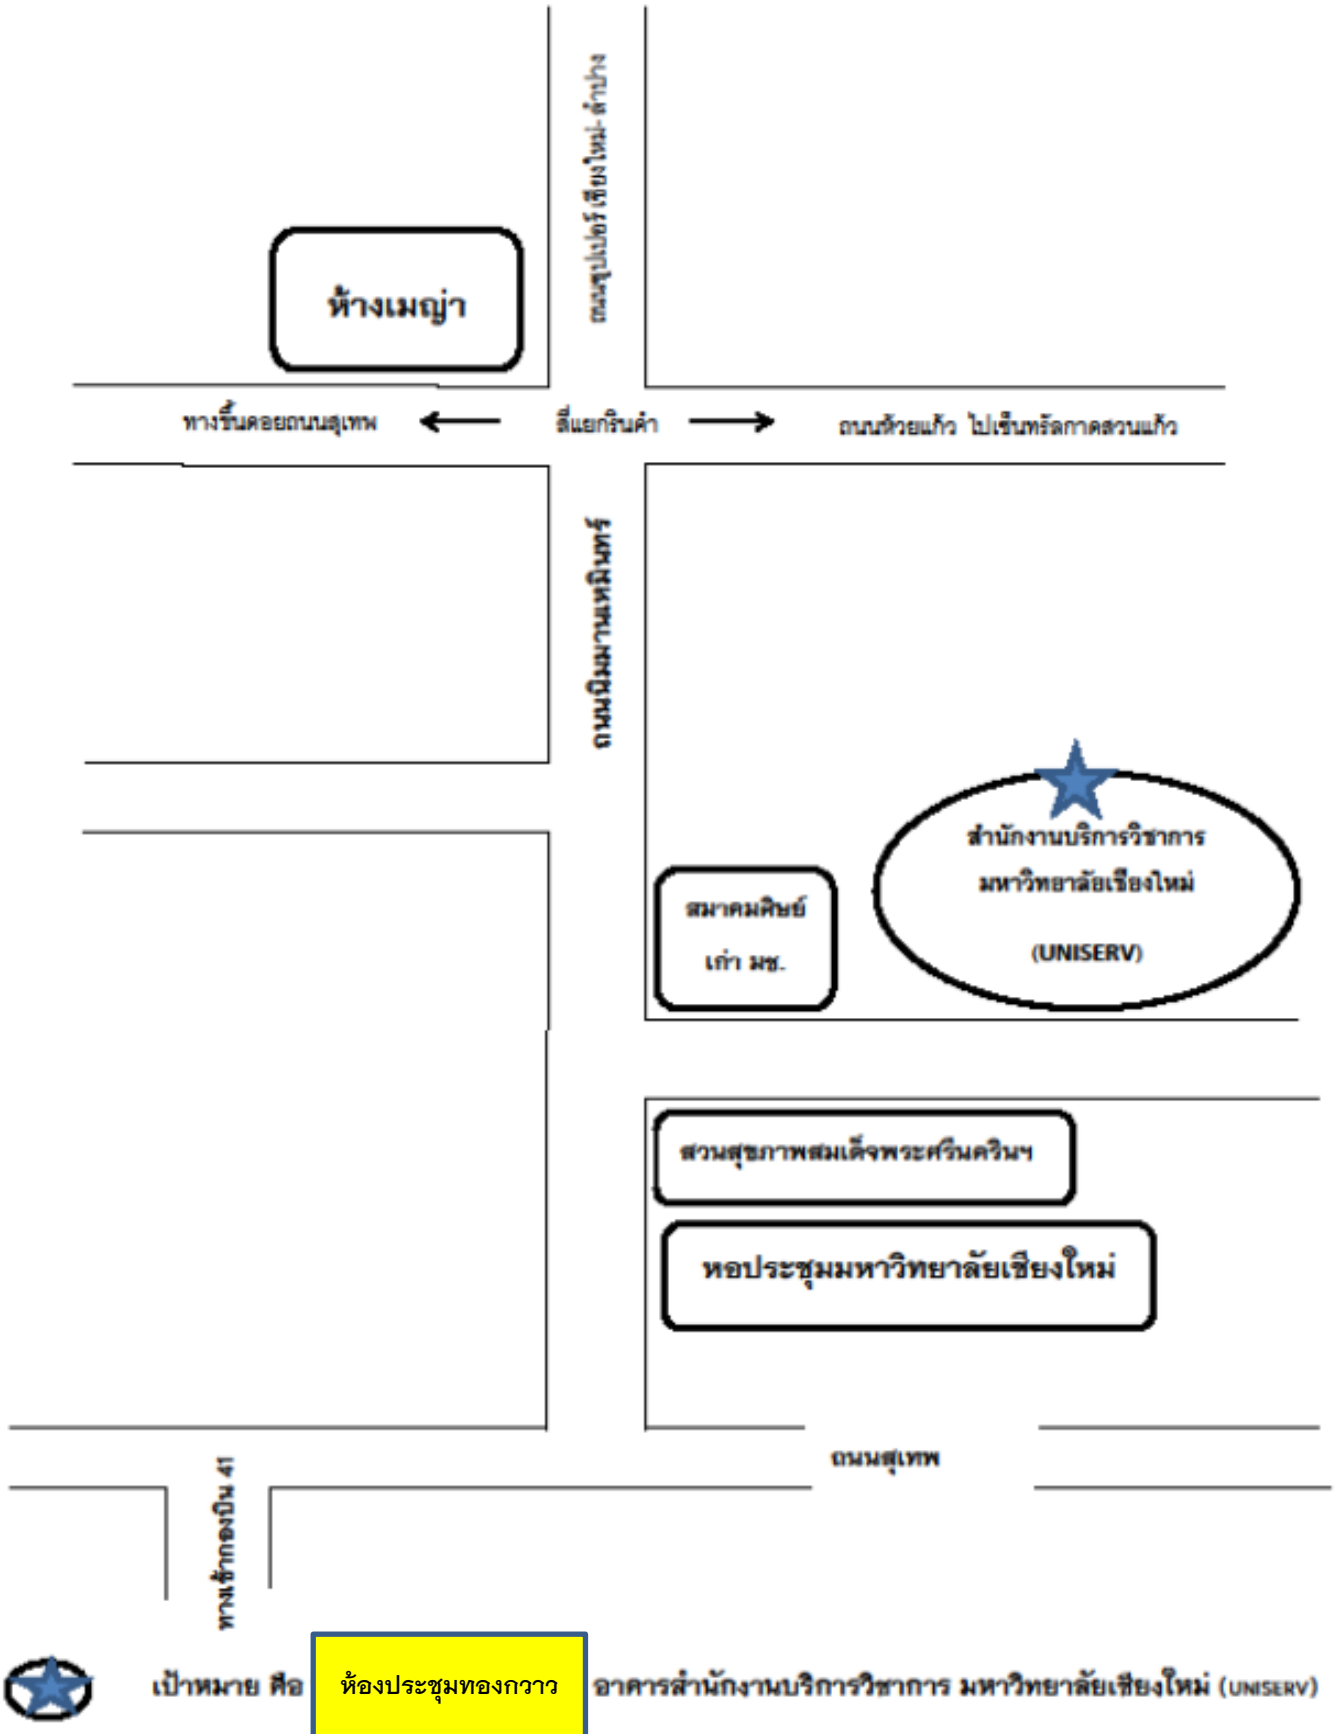 ถนนซุปเปอร์ เชียงใหม่-ลำปาง
ห้างเมญ่า
ทางขึ้นดอยถนนสุเทพ
สี่แยกรินคำ
ถนนห้วยแก้ว ไปเซ็นทรัลกาดสวนแก้ว
ถนนนิมมานเหมินทร์
สำนักงานบริการวิชาการ
มหาวิทยาลัยเชียงใหม่
(UNISERV)
สมาคมศิษย์
เก่า มช.
สวนสุขภาพสมเด็จพระศรีนครินฯ
หอประชุมมหาวิทยาลัยเชียงใหม่
ถนนสุเทพ
ทางเข้ากองบิน 41
เป้าหมาย คือ ห้องประชุมทองกวาว อาคารสำนักงานบริการวิชาการ มหาวิทยาลัยเชียงใหม่ (UNISERV)